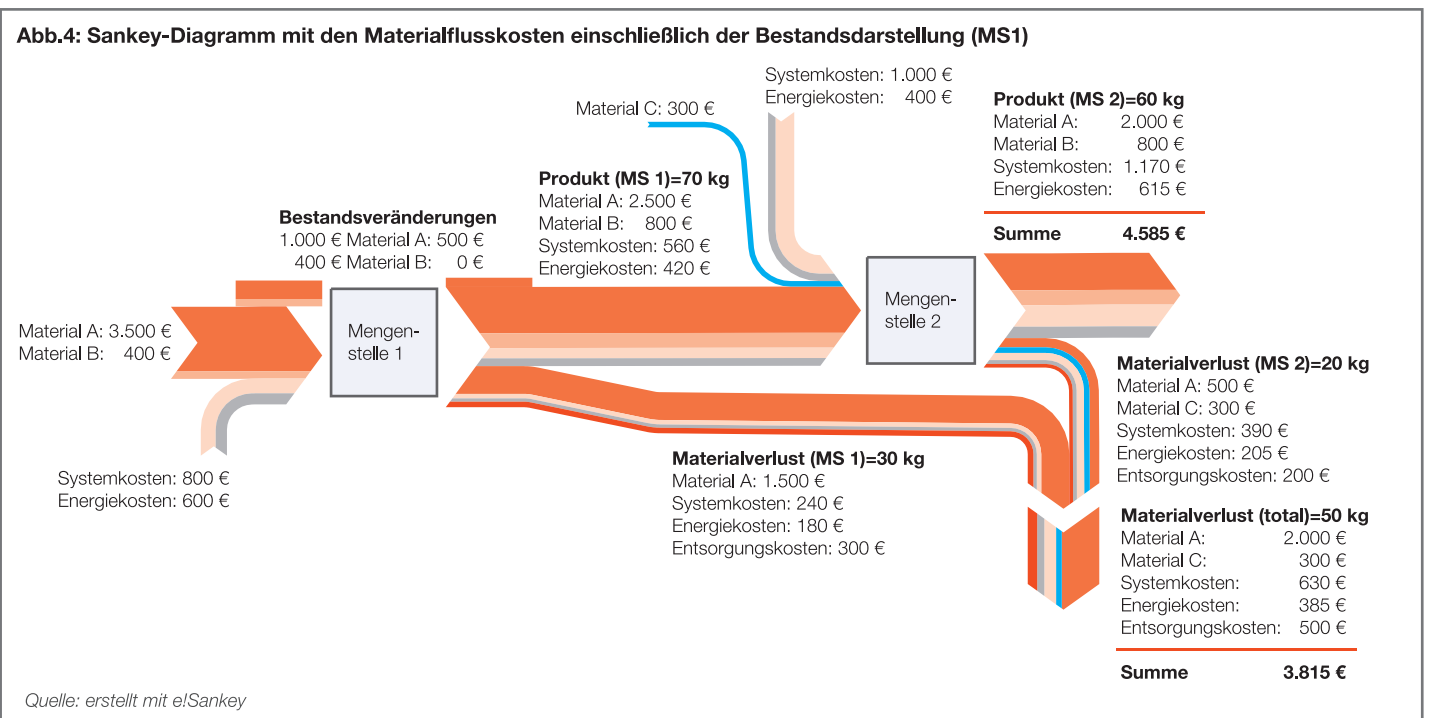 Abb.4: Sankey-Diagramm mit den Materialflusskosten einschließlich der Bestandsdarstellung (MS1)
Systemkosten: 1.000 €
Energiekosten: 400 €
Material C: 300 €
Produkt (MS 2)=60 kg
Material A: 2.000 €
Material B: 800 €
Systemkosten: 1.170 €
Energiekosten: 615 €
Summe 4.585 €
Produkt (MS 1)=70 kg
Material A: 2.500 €
Material B: 800 €
Systemkosten: 560 €
Energiekosten: 420 €
Bestandsveränderungen
1.000 € Material A: 500 €
400 € Material B: 0 €
Material A: 3.500 €
Material B: 400 €
Mengen-
stelle 1
Mengen-
stelle 2
Systemkosten: 800 €
Energiekosten: 600 €
Materialverlust (MS 1)=30 kg
Material A: 1.500 €
Systemkosten: 240 €
Energiekosten: 180 €
Entsorgungskosten: 300 €
Materialverlust (MS 2)=20 kg
Material A: 500 €
Material C: 300 €
Systemkosten: 390 €
Energiekosten: 205 €
Entsorgungskosten: 200 €
Materialverlust (total)=50 kg
Material A: 2.000 €
Material C: 300 €
Systemkosten: 630 €
Energiekosten: 385 €
Entsorgungskosten: 500 €
Summe 3.815 €
Quelle: erstellt mit e!Sankey